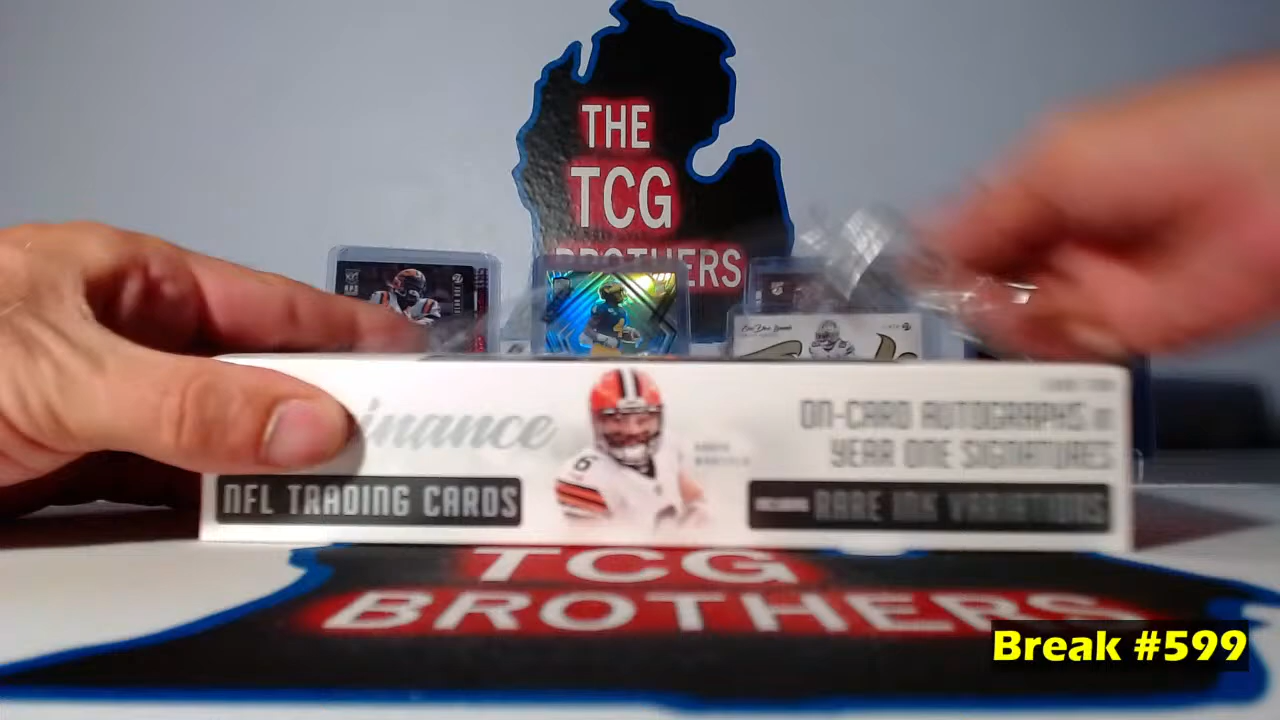 THE
TCG
BROTHERS
inance
NFL TRADING CARDS
6
ON-CARD AUTOGRAPHS
YEAR ONE SIGNATURES
RARE INK VARIATIONS
TCG
BROTHERS
Break #599